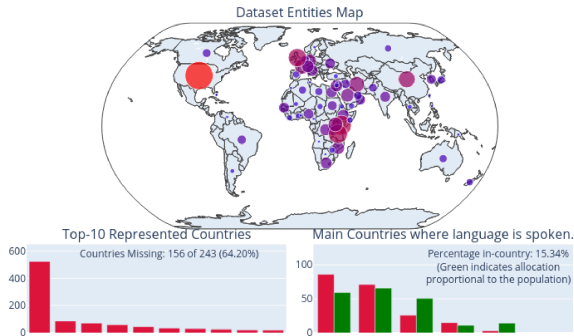 Dataset Entities Map
Top-10 Represented Countries
Countries Missing: 156 of 243 (64.20%)
600
400
200
0
Main Countries where language is spoken.
Percentage in-country: 15.34%
(Green indicates allocation
proportional to the population)
100
50
0